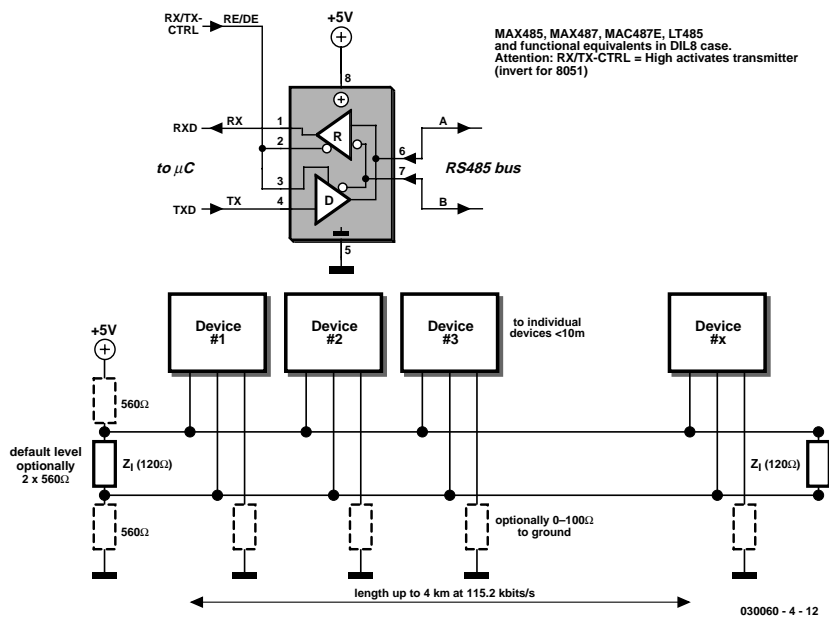 RX/TX-
CTRL
RE/DE
+5V
MAX485, MAX487, MAC487E, LT485
and functional equivalents in DIL8 case.
Attention: RX/TX-CTRL = High activates transmitter
(invert for 8051)
8
RXD
RX
1
R
A
2
6
to µC
RS485 bus
7
3
TXD
TX
4
D
B
5
+5V
Device
#1
Device
#2
Device
#3
to individual
devices <10m
Device
#x
560Ω
default level
optionally
2 x 560Ω
ZI (120Ω)
ZI (120Ω)
560Ω
optionally 0–100Ω
to ground
length up to 4 km at 115.2 kbits/s
030060 - 4 - 12